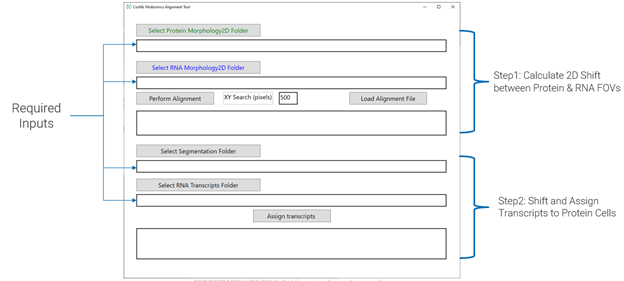 CosMx Multiomics Alignment Tool
Select Protein Morphology2D Folder
Select RNA Morphology2D Folder
Perform Alignment
XY Search (pixels)
500
Load Alignment File
Select Segmentation Folder
Select RNA Transcripts Folder
Assign transcripts
Required
Inputs
Step1: Calculate 2D Shift
between Protein & RNA FOVs
Step2: Shift and Assign
Transcripts to Protein Cells